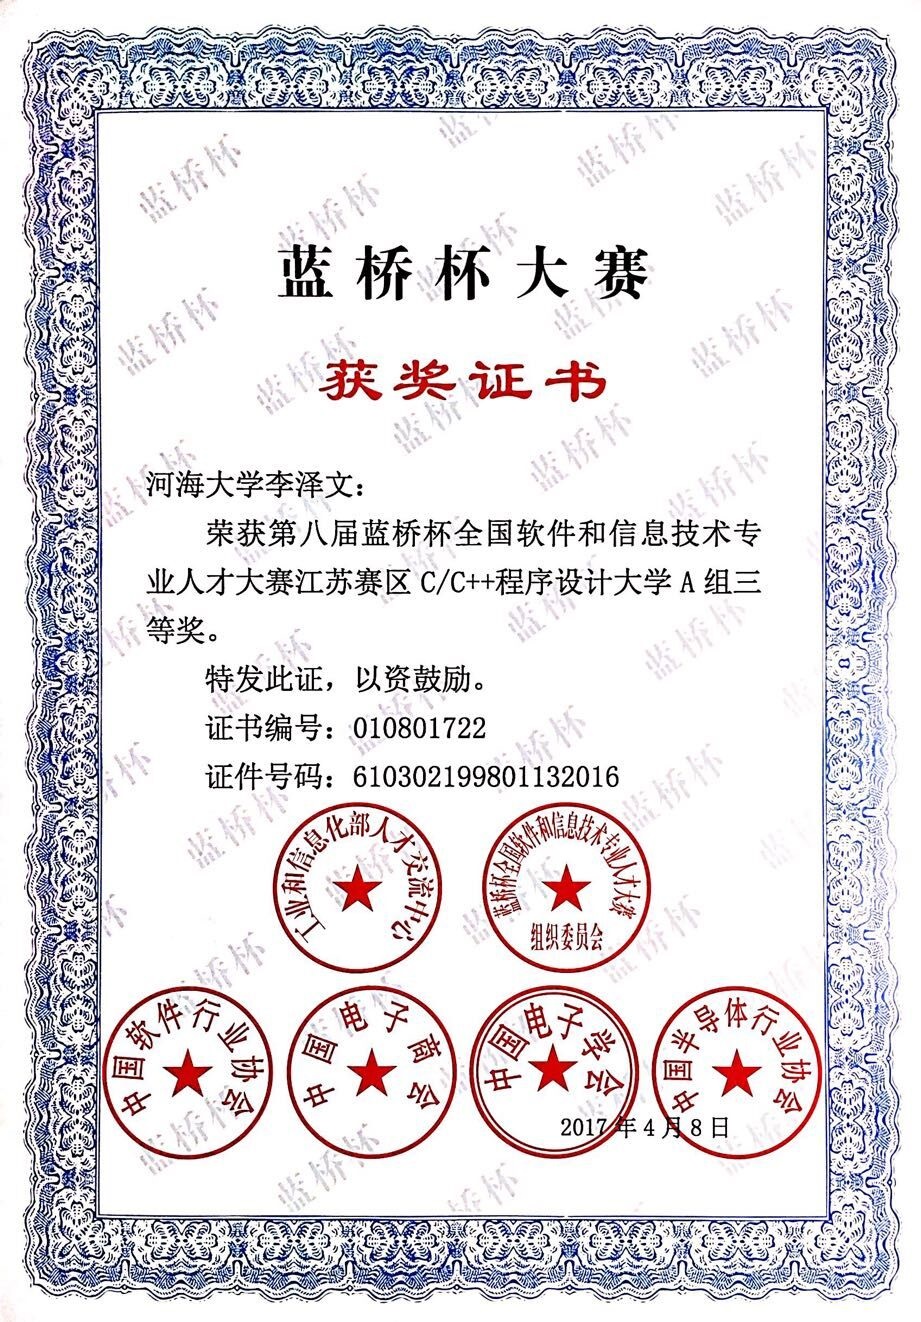 蓝桥杯大赛
获奖证书
河海大学李泽文：
荣获第八届蓝桥杯全国软件和信息技术专
业人才大赛江苏赛区 C/C++程序设计大学 A 组三
等奖。
特发此证，以资鼓励。
证书编号：010801722
证件号码：610302199801132016
工业和信息化部人才交流中心
蓝桥杯全国软件和信息技术专业人才大赛
组织委员会
中国软件行业协会
中国电子商会
中国电子学会
中国半导体行业协会
2017 年 4 月 8 日